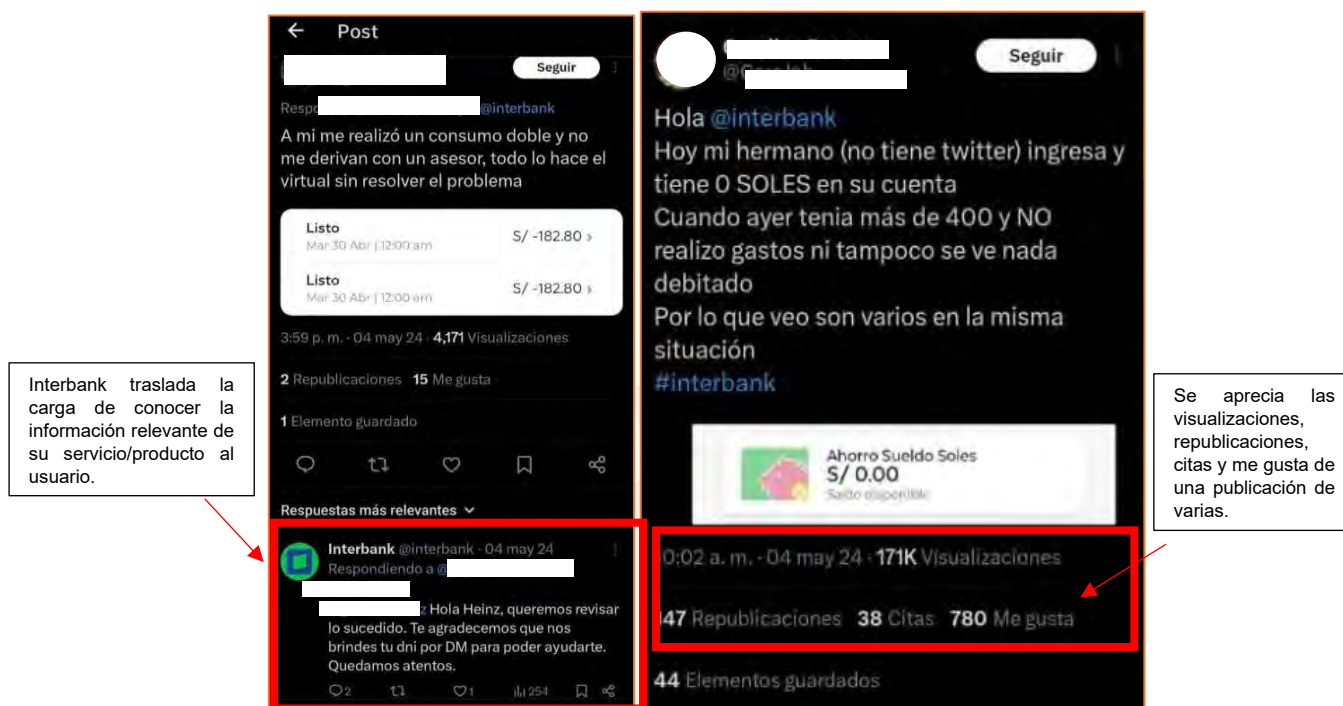 Interbank traslada la
carga de conocer la
información relevante de
su servicio/producto al
usuario.
Post
Seguir
@interbank
A mi me realizó un consumo doble y no
me derivan con un asesor, todo lo hace el
virtual sin resolver el problema
Listo
Mar 30 Abr | 12:00 am
S/ -182.80
Listo
Mar 30 Abr | 12:00 am
S/ -182.80
3:59 p. m. · 04 may 24 · 4,171 Visualizaciones
2 Republicaciones 15 Me gusta
1 Elemento guardado
Respuestas más relevantes
Interbank @interbank · 04 may 24
Respondiendo a @
Hola Heinz, queremos revisar
lo sucedido. Te agradecemos que nos
brindes tu dni por DM para poder ayudarte.
Quedamos atentos.
2 1 254
Seguir
Hola @interbank
Hoy mi hermano (no tiene twitter) ingresa y
tiene 0 SOLES en su cuenta
Cuando ayer tenia más de 400 y NO
realizo gastos ni tampoco se ve nada
debitado
Por lo que veo son varios en la misma
situación
#interbank
Ahorro Sueldo Soles
S/ 0.00
Saldo disponible
0:02 a. m. · 04 may 24 · 171K Visualizaciones
47 Republicaciones 38 Citas 780 Me gusta
44 Elementos guardados
Se aprecia las
visualizaciones,
republicaciones,
citas y me gusta de
una publicación de
varias.